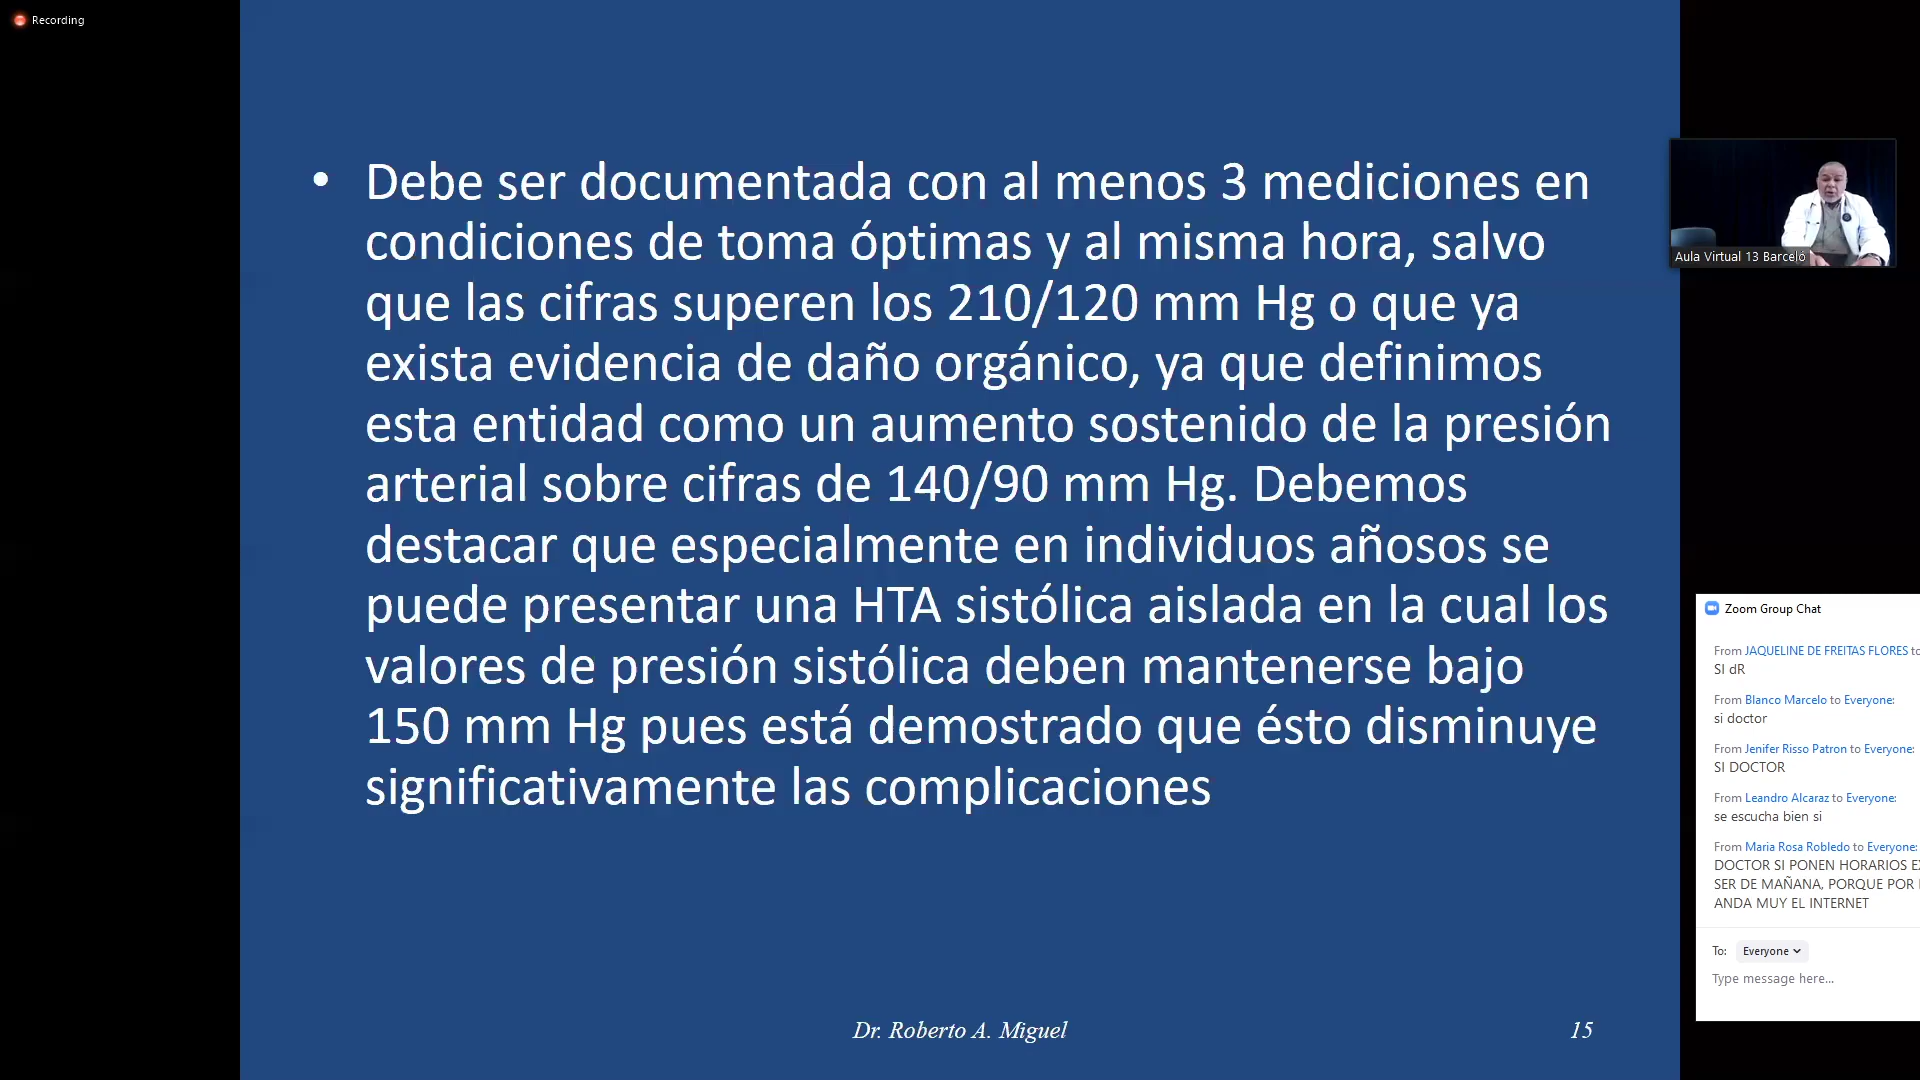 Recording
• Debe ser documentada con al menos 3 mediciones en
condiciones de toma óptimas y al misma hora, salvo
que las cifras superen los 210/120 mm Hg o que ya
exista evidencia de daño orgánico, ya que definimos
esta entidad como un aumento sostenido de la presión
arterial sobre cifras de 140/90 mm Hg. Debemos
destacar que especialmente en individuos añosos se
puede presentar una HTA sistólica aislada en la cual los
valores de presión sistólica deben mantenerse bajo
150 mm Hg pues está demostrado que ésto disminuye
significativamente las complicaciones
Dr. Roberto A. Miguel
15
Aula Virtual 13 Barceló
Zoom Group Chat
From JAQUELINE DE FREITAS FLORES to
SI dR
From Blanco Marcelo to Everyone:
si doctor
From Jenifer Risso Patron to Everyone:
SI DOCTOR
From Leandro Alcaraz to Everyone:
se escucha bien si
From Maria Rosa Robledo to Everyone:
DOCTOR SI PONEN HORARIOS
SER DE MAÑANA, PORQUE POR
ANDA MUY EL INTERNET
To: Everyone
Type message here...